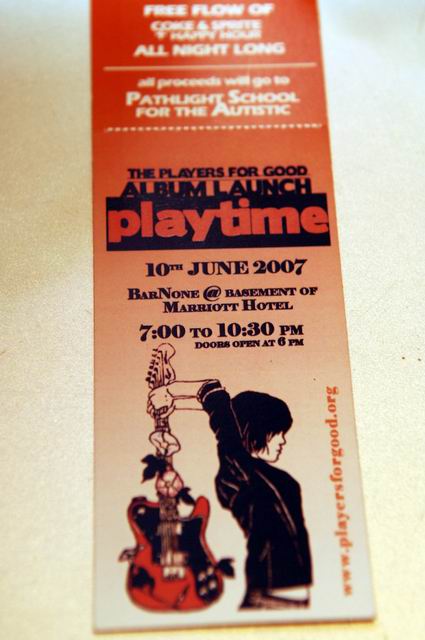 FREE FLOW OF
COKE & SPRITE
'F HAPPY HOUR
ALL NIGHT LONG
all proceeds will go to
PATHLIGHT SCHOOL
FOR THE AUTISTIC
THE PLAYERS FOR GOOD
ALBUM LAUNCH
playtime
10TH JUNE 2007
BARNONE @ BASEMENT OF
MARRIOTT HOTEL
7:00 TO 10:30 PM
DOORS OPEN AT 6 PM
www.playersforgood.org